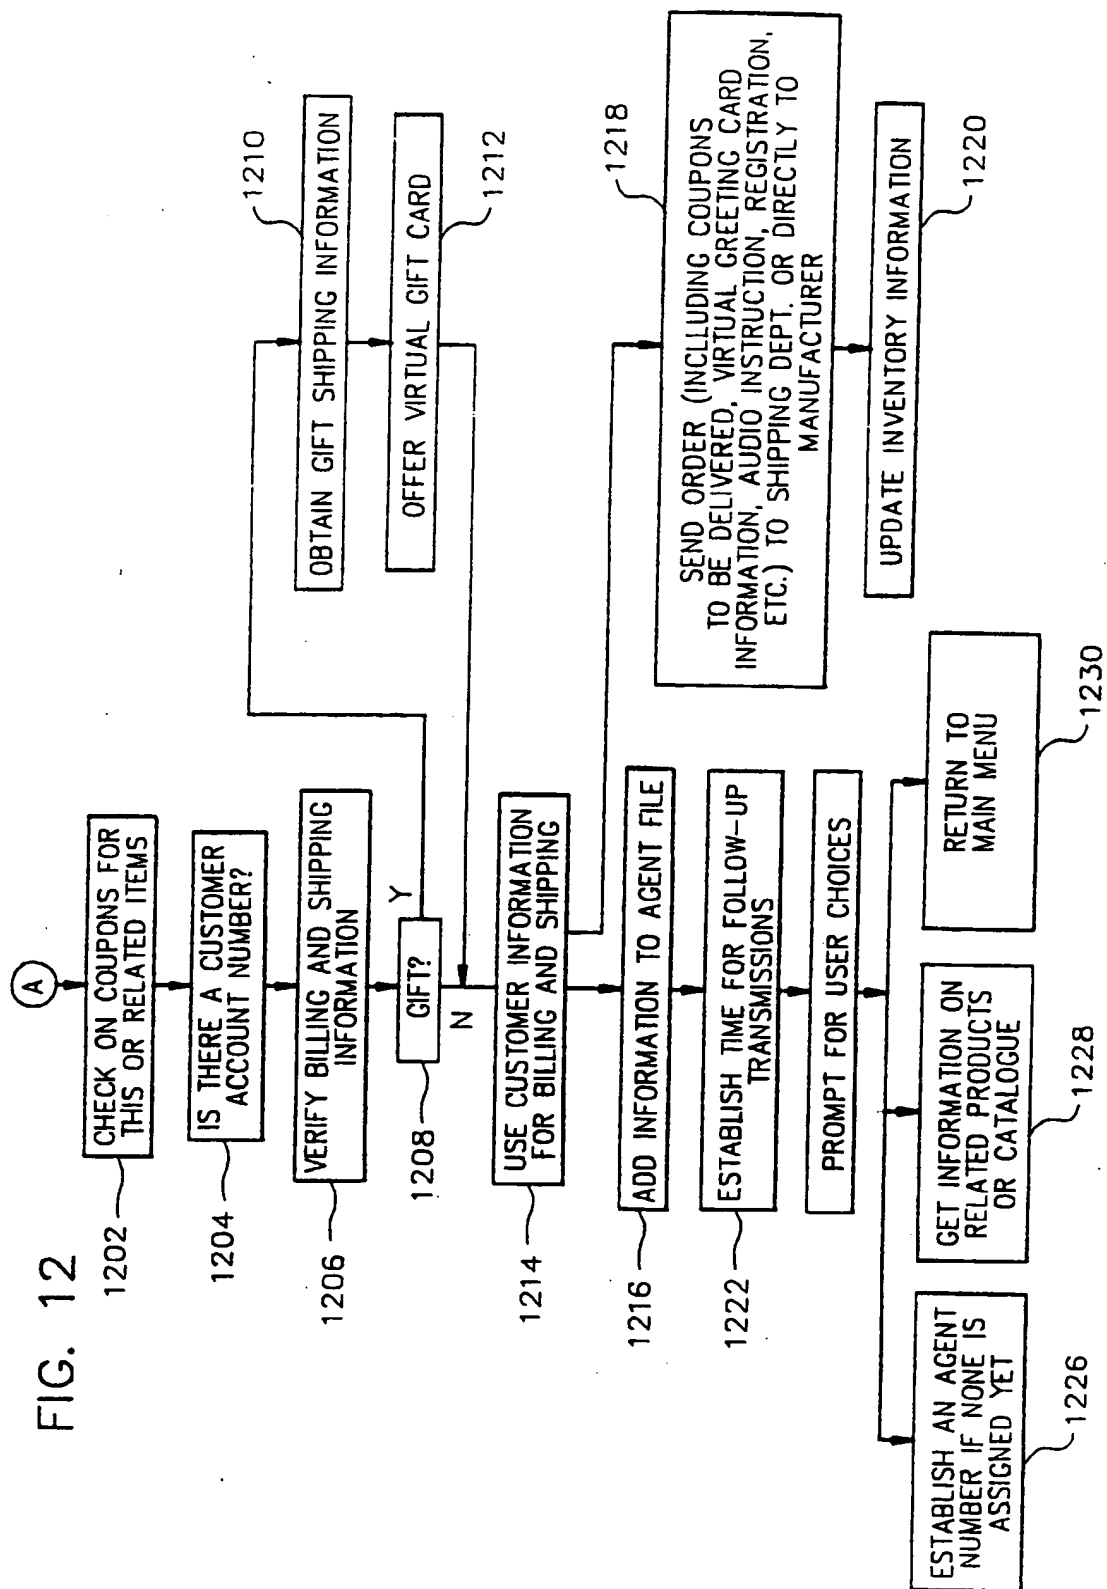 FIG. 12
A
CHECK ON COUPONS FOR
THIS OR RELATED ITEMS
1202
IS THERE A CUSTOMER
ACCOUNT NUMBER?
1204
VERIFY BILLING AND SHIPPING
INFORMATION
1206
GIFT?
1208
Y
N
OBTAIN GIFT SHIPPING INFORMATION
1210
OFFER VIRTUAL GIFT CARD
1212
USE CUSTOMER INFORMATION
FOR BILLING AND SHIPPING
1214
ADD INFORMATION TO AGENT FILE
1216
SEND ORDER (INCLLUDING COUPONS
TO BE DELIVERED, VIRTUAL GREETING CARD
INFORMATION, AUDIO INSTRUCTION, REGISTRATION,
ETC.) TO SHIPPING DEPT. OR DIRECTLY TO
MANUFACTURER
1218
UPDATE INVENTORY INFORMATION
1220
ESTABLISH TIME FOR FOLLOW-UP
TRANSMISSIONS
1222
PROMPT FOR USER CHOICES
ESTABLISH AN AGENT
NUMBER IF NONE IS
ASSIGNED YET
1226
GET INFORMATION ON
RELATED PRODUCTS
OR CATALOGUE
1228
RETURN TO
MAIN MENU
1230